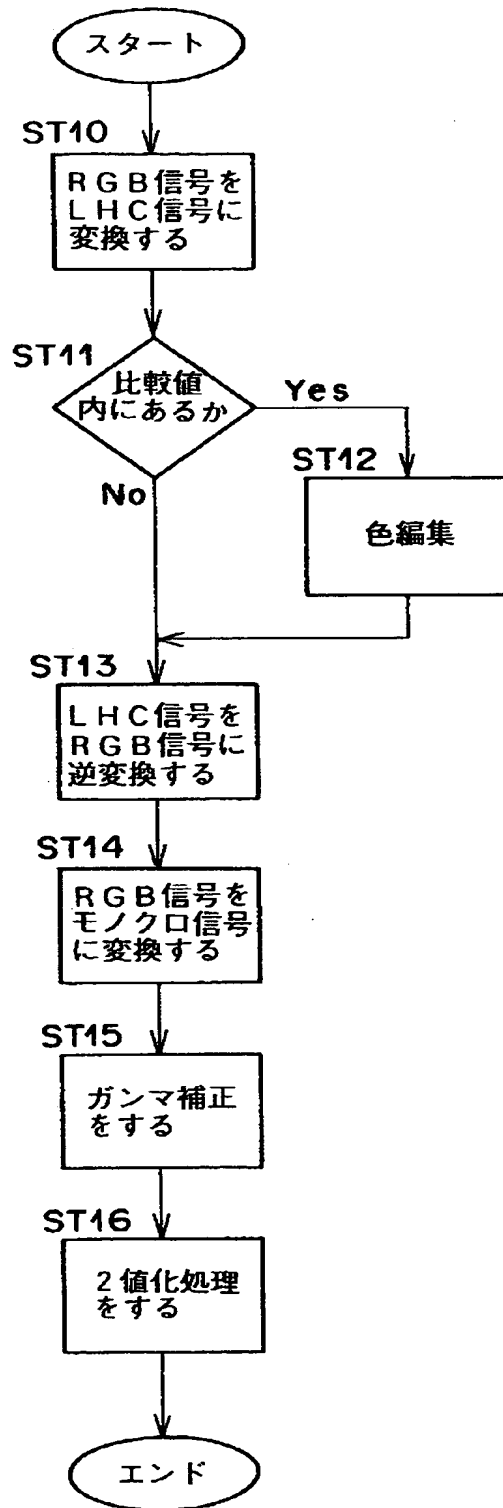 スタート
ST10
RGB信号を
LHC信号に
変換する
ST11
比較値
内にあるか
Yes
No
ST12
色編集
ST13
LHC信号を
RGB信号に
逆変換する
ST14
RGB信号を
モノクロ信号
に変換する
ST15
ガンマ補正
をする
ST16
2値化処理
をする
エンド